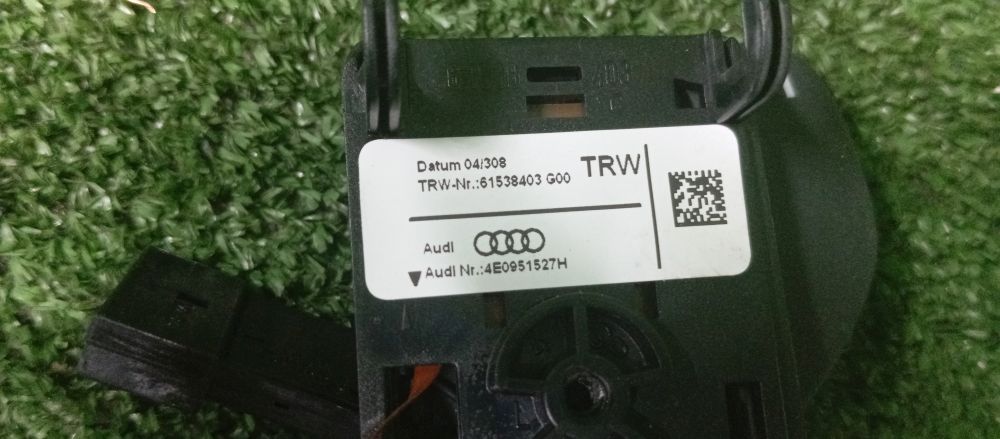 Datum 04/308
TRW-Nr.:61538403 G00
TRW
Audi
Audi Nr.:4E0951527H